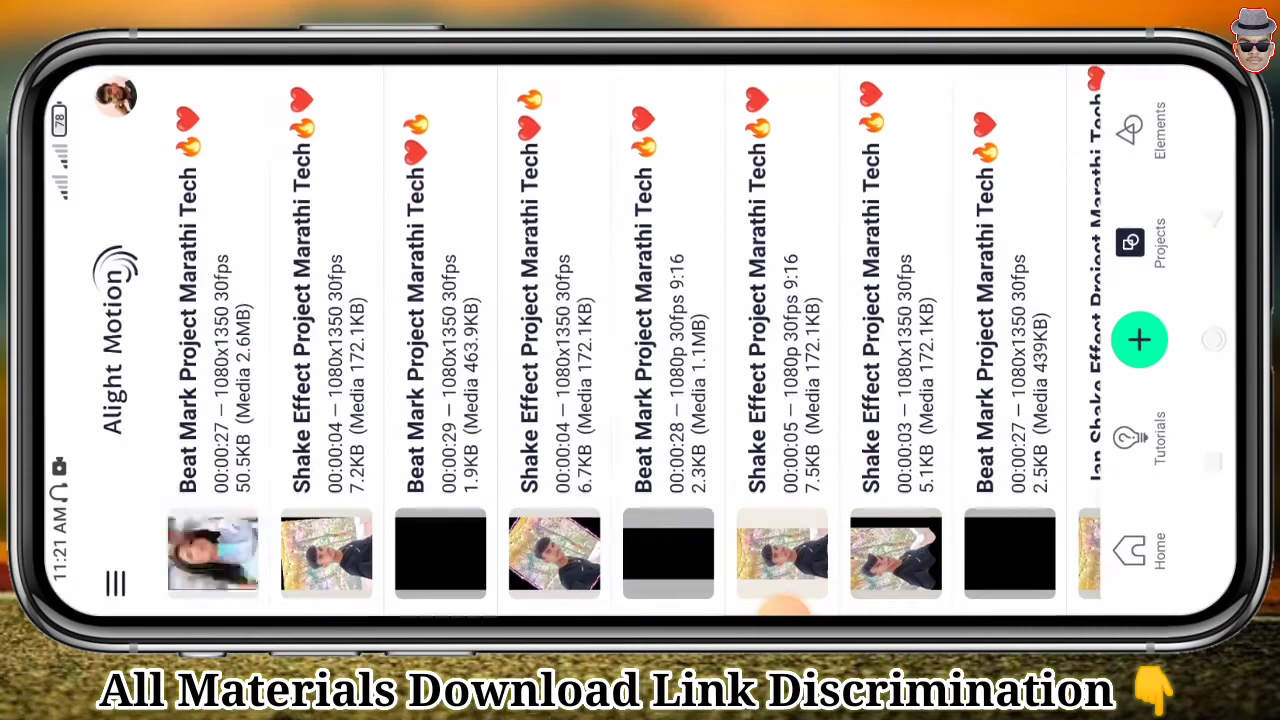 11:21 AM
78
Alight Motion
Beat Mark Project Marathi Tech 🔥❤️
00:00:27 — 1080x1350 30fps
50.5KB (Media 2.6MB)
Shake Effect Project Marathi Tech 🔥❤️
00:00:04 — 1080x1350 30fps
7.2KB (Media 172.1KB)
Beat Mark Project Marathi Tech ❤️🔥
00:00:29 — 1080x1350 30fps
1.9KB (Media 463.9KB)
Shake Effect Project Marathi Tech ❤️🔥
00:00:04 — 1080x1350 30fps
6.7KB (Media 172.1KB)
Beat Mark Project Marathi Tech 🔥❤️
00:00:28 — 1080p 30fps 9:16
2.3KB (Media 1.1MB)
Shake Effect Project Marathi Tech 🔥❤️
00:00:05 — 1080p 30fps 9:16
7.5KB (Media 172.1KB)
Shake Effect Project Marathi Tech 🔥❤️
00:00:03 — 1080x1350 30fps
5.1KB (Media 172.1KB)
Beat Mark Project Marathi Tech 🔥❤️
00:00:27 — 1080x1350 30fps
2.5KB (Media 439KB)
Shake Effect Project Marathi Tech ❤️
Home
Tutorials
Projects
Elements
All Materials Download Link Discrimination 👇